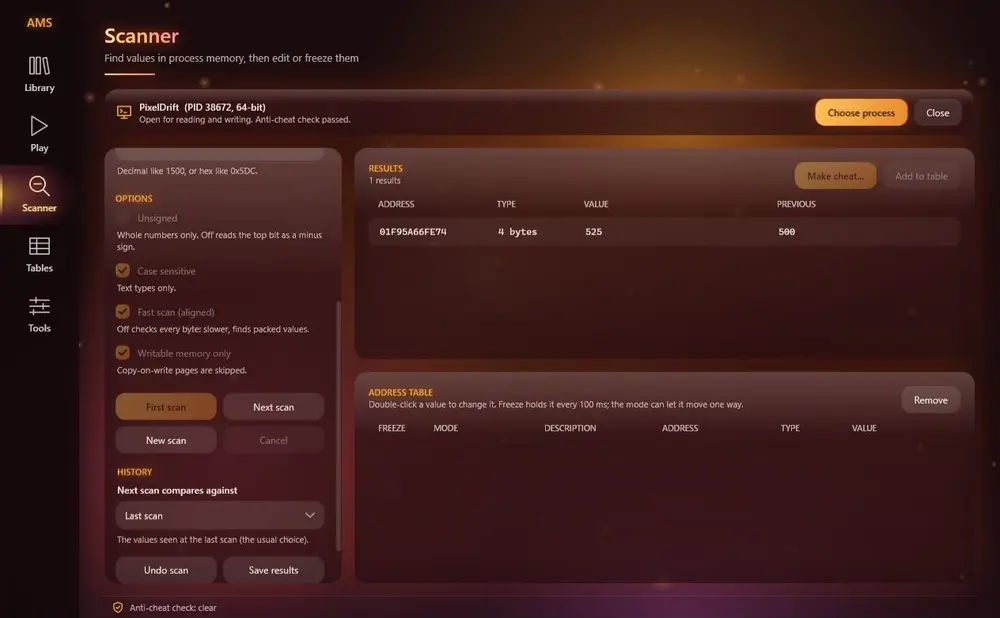 AMS
Library
Play
Scanner
Tables
Tools
Scanner
Find values in process memory, then edit or freeze them
PixelDrift (PID 38672, 64-bit)
Open for reading and writing. Anti-cheat check passed.
Choose process
Close
Decimal like 1500, or hex like 0x5DC.
OPTIONS
Unsigned
Whole numbers only. Off reads the top bit as a minus
sign.
Case sensitive
Text types only.
Fast scan (aligned)
Off checks every byte: slower, finds packed values.
Writable memory only
Copy-on-write pages are skipped.
First scan
Next scan
New scan
Cancel
HISTORY
Next scan compares against
Last scan
The values seen at the last scan (the usual choice).
Undo scan
Save results
RESULTS
1 results
Make cheat...
Add to table
ADDRESS TYPE VALUE PREVIOUS
01F95A66FE74 4 bytes 525 500
ADDRESS TABLE
Double-click a value to change it. Freeze holds it every 100 ms; the mode can let it move one way.
Remove
FREEZE MODE DESCRIPTION ADDRESS TYPE VALUE
Anti-cheat check: clear